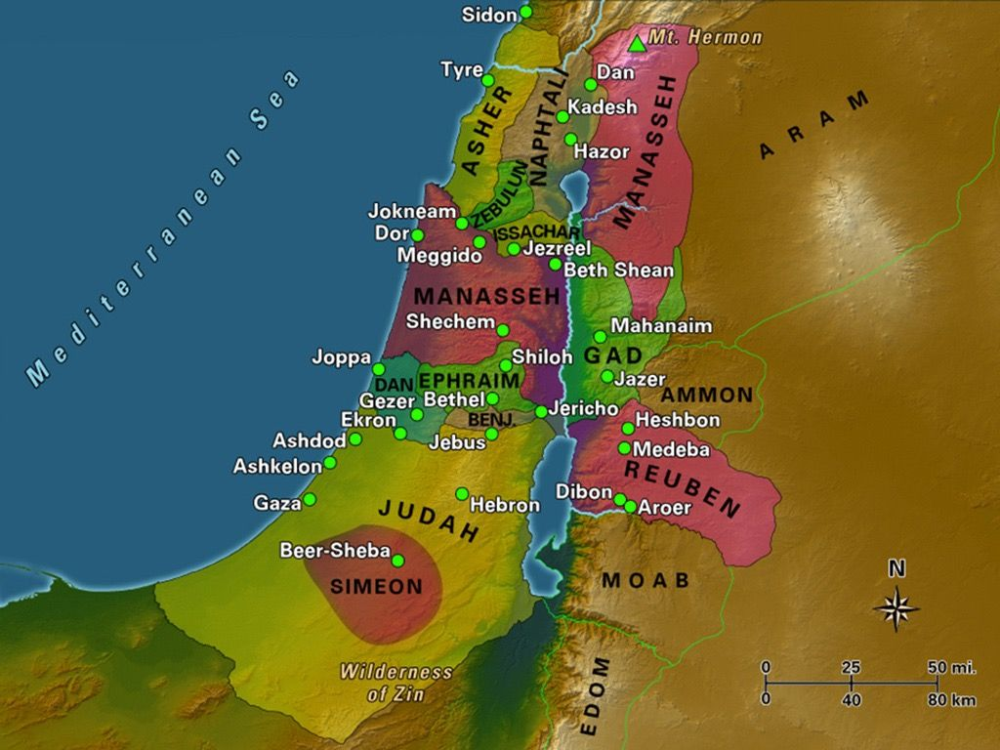 Sidon
Mt. Hermon
Tyre
Dan
ASHER
NAPHTALI
Kadesh
MANASSEH
ARAM
Mediterranean Sea
Hazor
ZEBULUN
Jokneam
Dor
ISSACHAR
Meggido
Jezreel
Beth Shean
MANASSEH
Shechem
Mahanaim
Joppa
Shiloh
GAD
DAN
EPHRAIM
Jazer
Gezer
Bethel
AMMON
Ekron
BENJ.
Jericho
Heshbon
Ashdod
Jebus
Medeba
Ashkelon
REUBEN
Gaza
Hebron
Dibon
Aroer
JUDAH
Beer-Sheba
SIMEON
MOAB
N
Wilderness
of Zin
EDOM
0 25 50 mi.
0 40 80 km